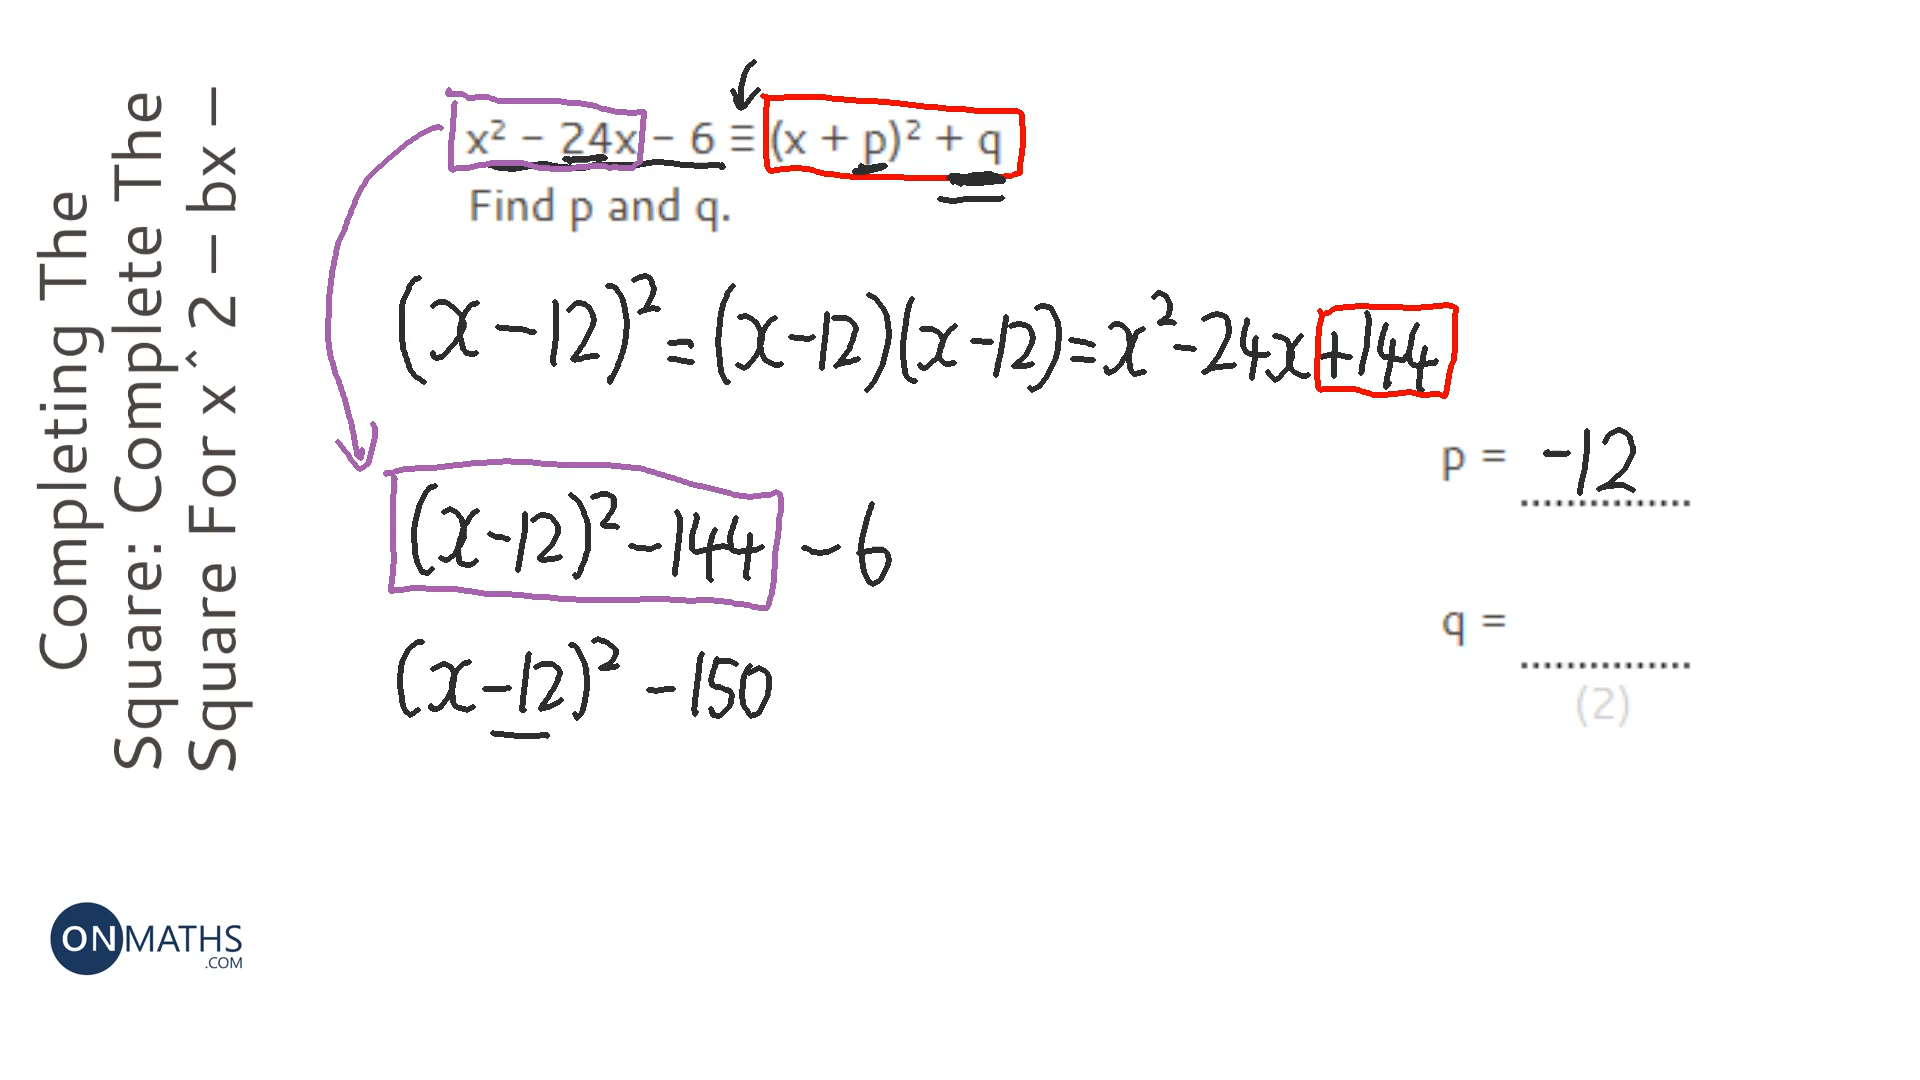 Completing The
Square: Complete The
Square For x^2 – bx –
x² − 24x − 6 ≡ (x + p)² + q
Find p and q.
(x − 12)² = (x−12)(x−12) = x² − 24x + 144
p = −12
(x−12)² − 144 − 6
q =
(x−12)² − 150
(2)
ONMATHS
.COM